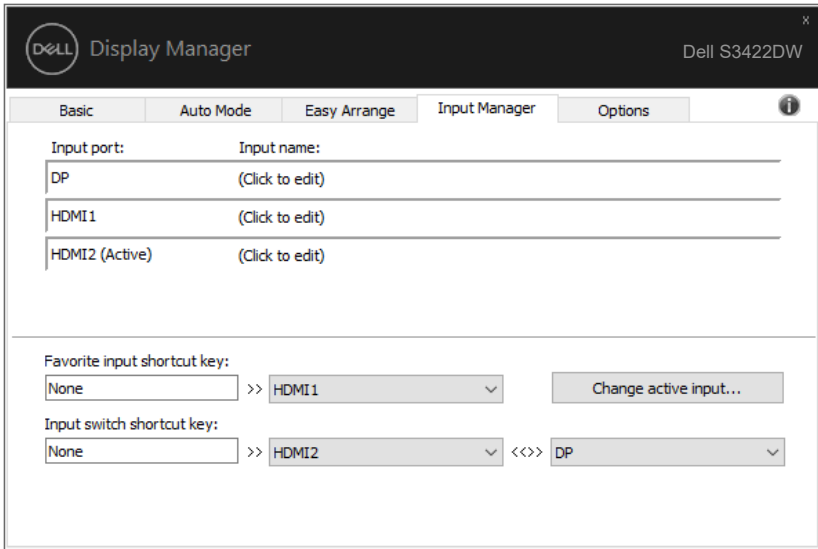 x
DELL Display Manager
Dell S3422DW
Basic Auto Mode Easy Arrange Input Manager Options i
Input port: Input name:
DP (Click to edit)
HDMI1 (Click to edit)
HDMI2 (Active) (Click to edit)
Favorite input shortcut key:
None >> HDMI1 Change active input...
Input switch shortcut key:
None >> HDMI2 <<>> DP